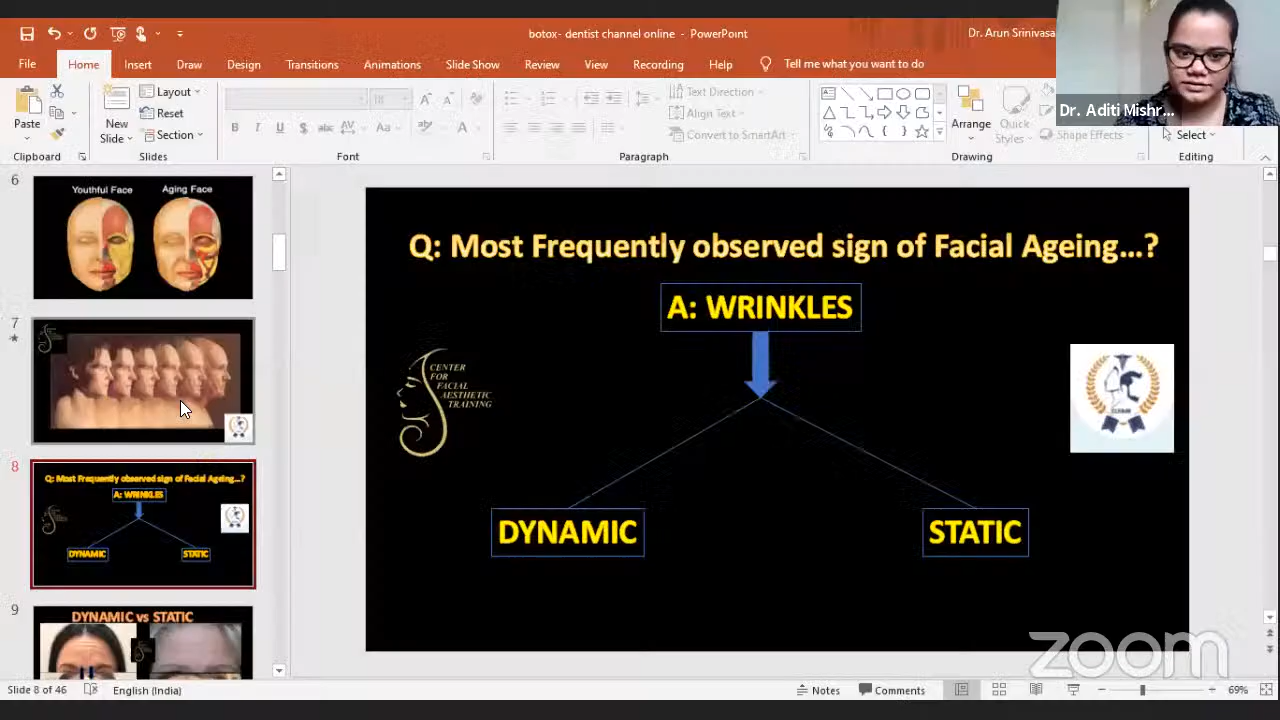 botox- dentist channel online - PowerPoint
Dr. Arun Srinivasa
File Home Insert Draw Design Transitions Animations Slide Show Review View Recording Help Tell me what you want to do
Dr. Aditi Mishr...
Paste
New
Slide
Layout
Reset
Section
18
B I U S abc AV Aa A
Text Direction
Align Text
Convert to SmartArt
Arrange
Quick
Styles
Shape Effects
Select
Clipboard Slides Font Paragraph Drawing Editing
6
Youthful Face Aging Face
7
8
Q: Most Frequently observed sign of Facial Ageing...?
A: WRINKLES
DYNAMIC STATIC
9
DYNAMIC vs STATIC
Q: Most Frequently observed sign of Facial Ageing...?
A: WRINKLES
CENTER
FOR
FACIAL
AESTHETIC
TRAINING
DYNAMIC STATIC
zoom
Slide 8 of 46 English (India) Notes Comments 69%